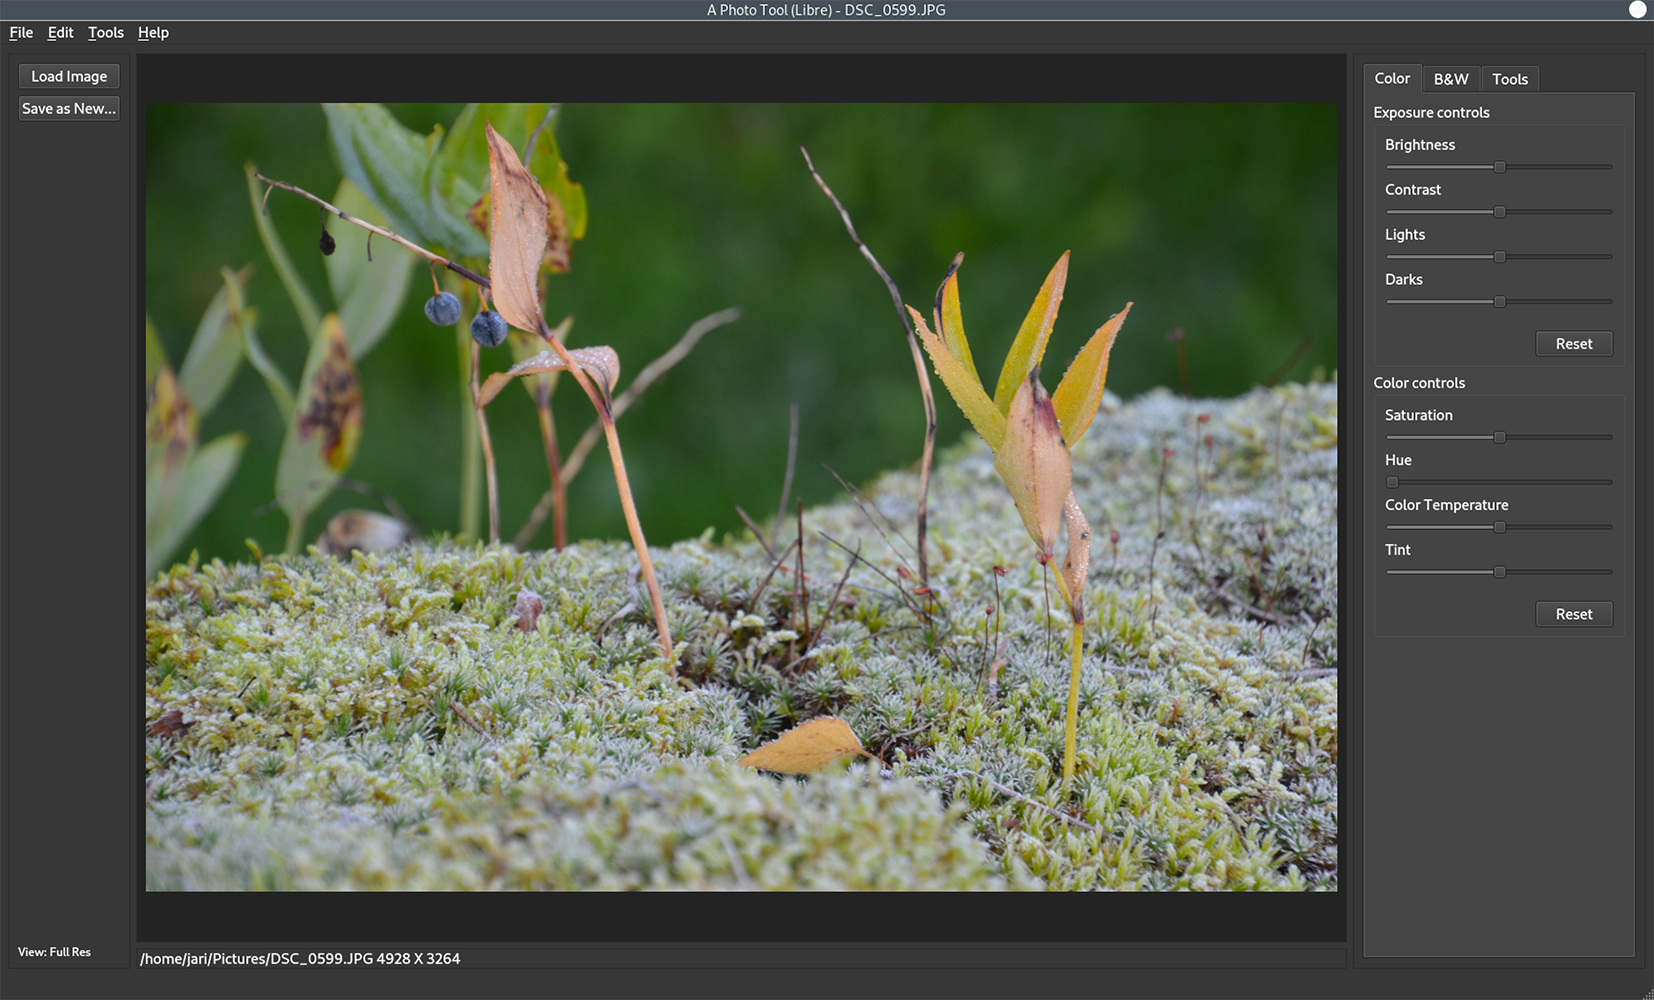 A Photo Tool (Libre) - DSC_0599.JPG
File Edit Tools Help
Load Image
Save as New...
Color B&W Tools
Exposure controls
Brightness
Contrast
Lights
Darks
Reset
Color controls
Saturation
Hue
Color Temperature
Tint
Reset
View: Full Res
/home/jari/Pictures/DSC_0599.JPG 4928 X 3264